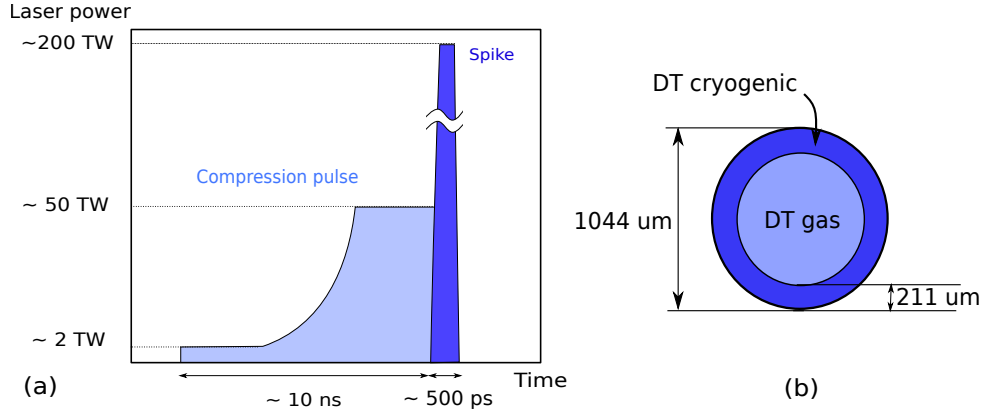 Laser power
~200 TW
Spike
Compression pulse
~ 50 TW
~ 2 TW
Time
(a)
~ 10 ns
~ 500 ps
DT cryogenic
1044 um
DT gas
211 um
(b)